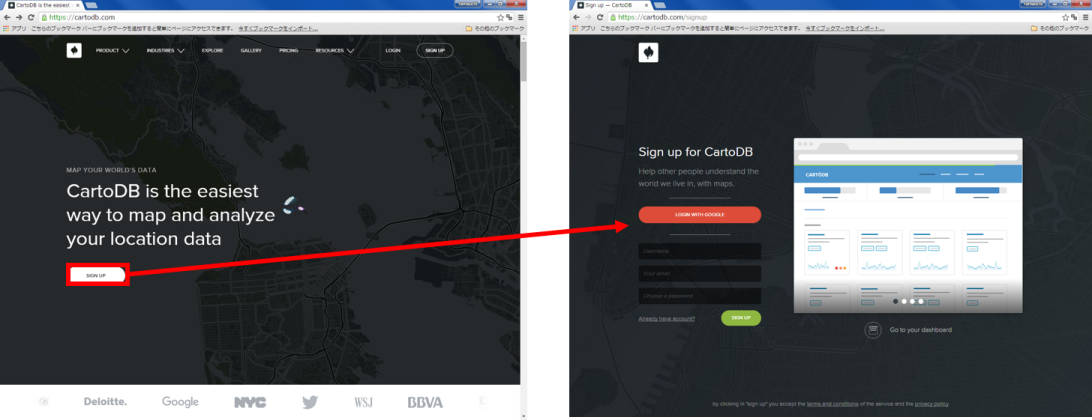 CartoDB is the easiest
https://cartodb.com
アプリ こちらのブックマーク バーにブックマークを追加すると簡単にページにアクセスできます。 今すぐブックマークをインポート... その他のブックマーク
PRODUCT INDUSTRIES EXPLORE GALLERY PRICING RESOURCES LOGIN SIGN UP
MAP YOUR WORLD'S DATA
CartoDB is the easiest
way to map and analyze
your location data
SIGN UP
Deloitte. Google NYC WSJ BBVA
Sign up — CartoDB
https://cartodb.com/signup
アプリ こちらのブックマーク バーにブックマークを追加すると簡単にページにアクセスできます。 今すぐブックマークをインポート... その他のブックマーク
Sign up for CartoDB
Help other people understand the
world we live in, with maps.
LOGIN WITH GOOGLE
Username
Your email
Choose a password
Already have account? SIGN UP
CARTODB
Go to your dashboard
by clicking in "sign up" you accept the terms and conditions of the service and the privacy policy